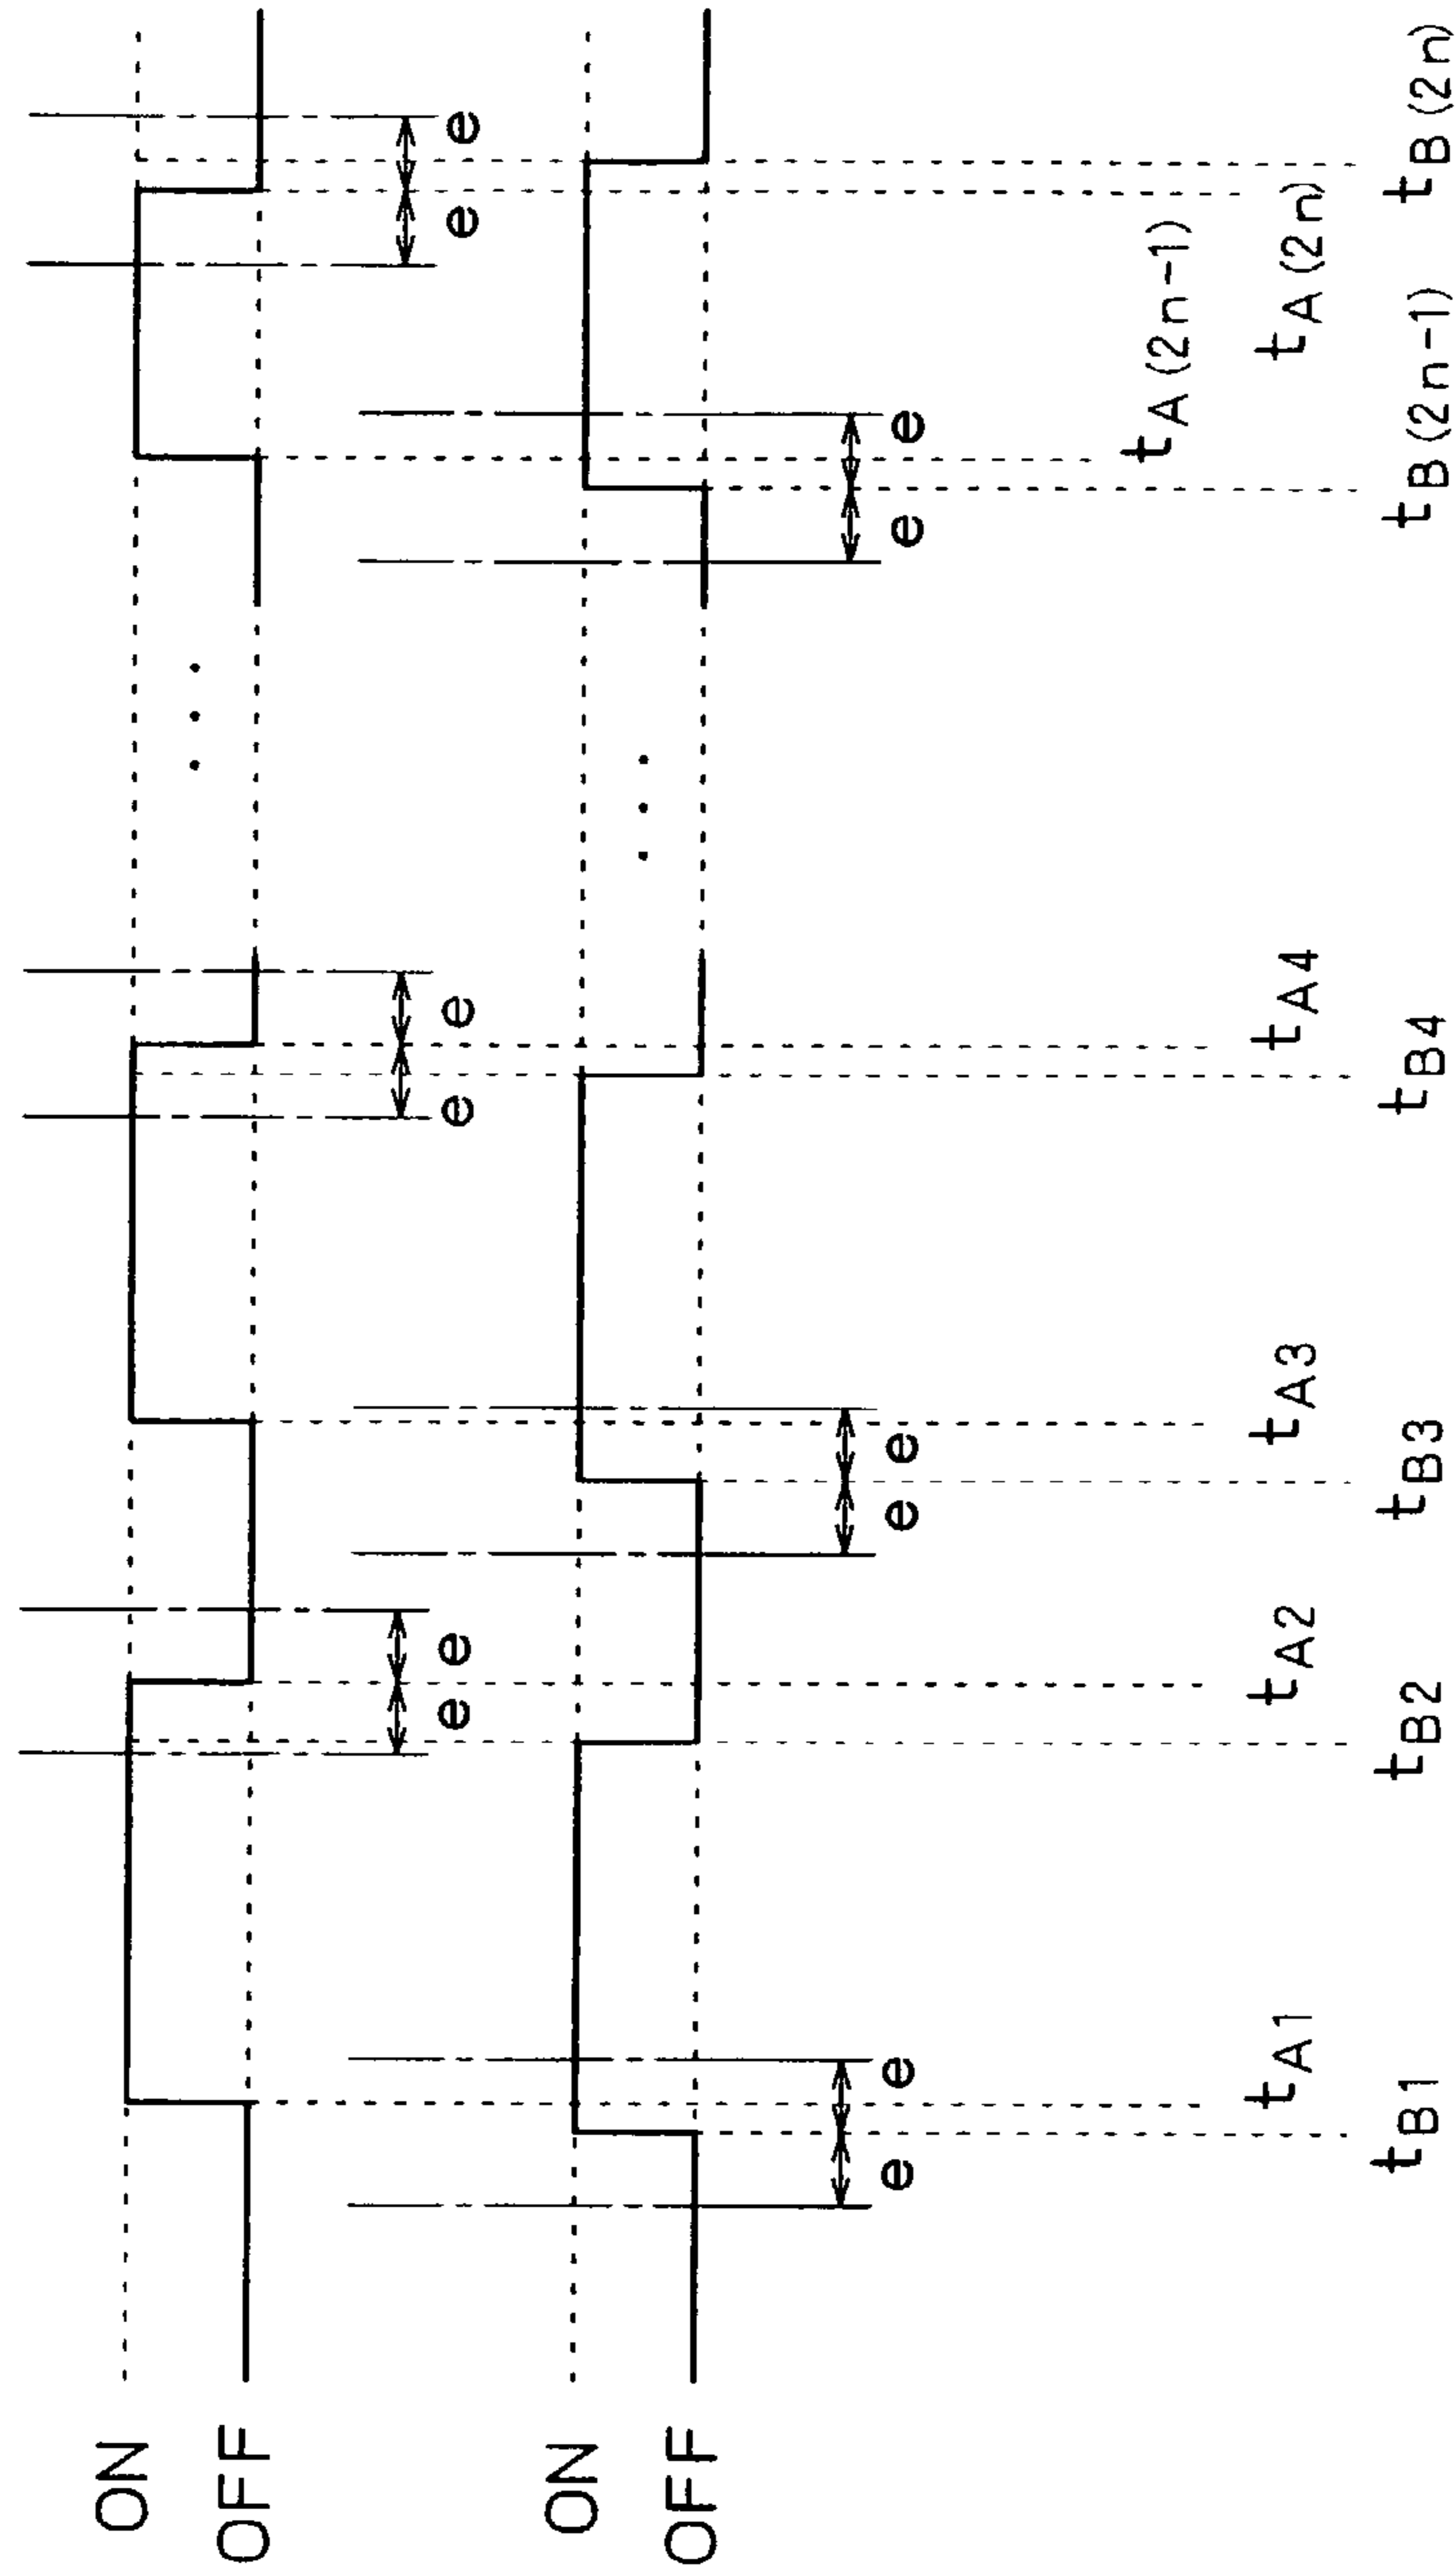 ON
OFF
e e e e e e
ON
OFF
e e e e e e
tA(2n-1)
tA1 tA2 tA3 tA4 tA(2n)
tB1 tB2 tB3 tB4 tB(2n-1) tB(2n)